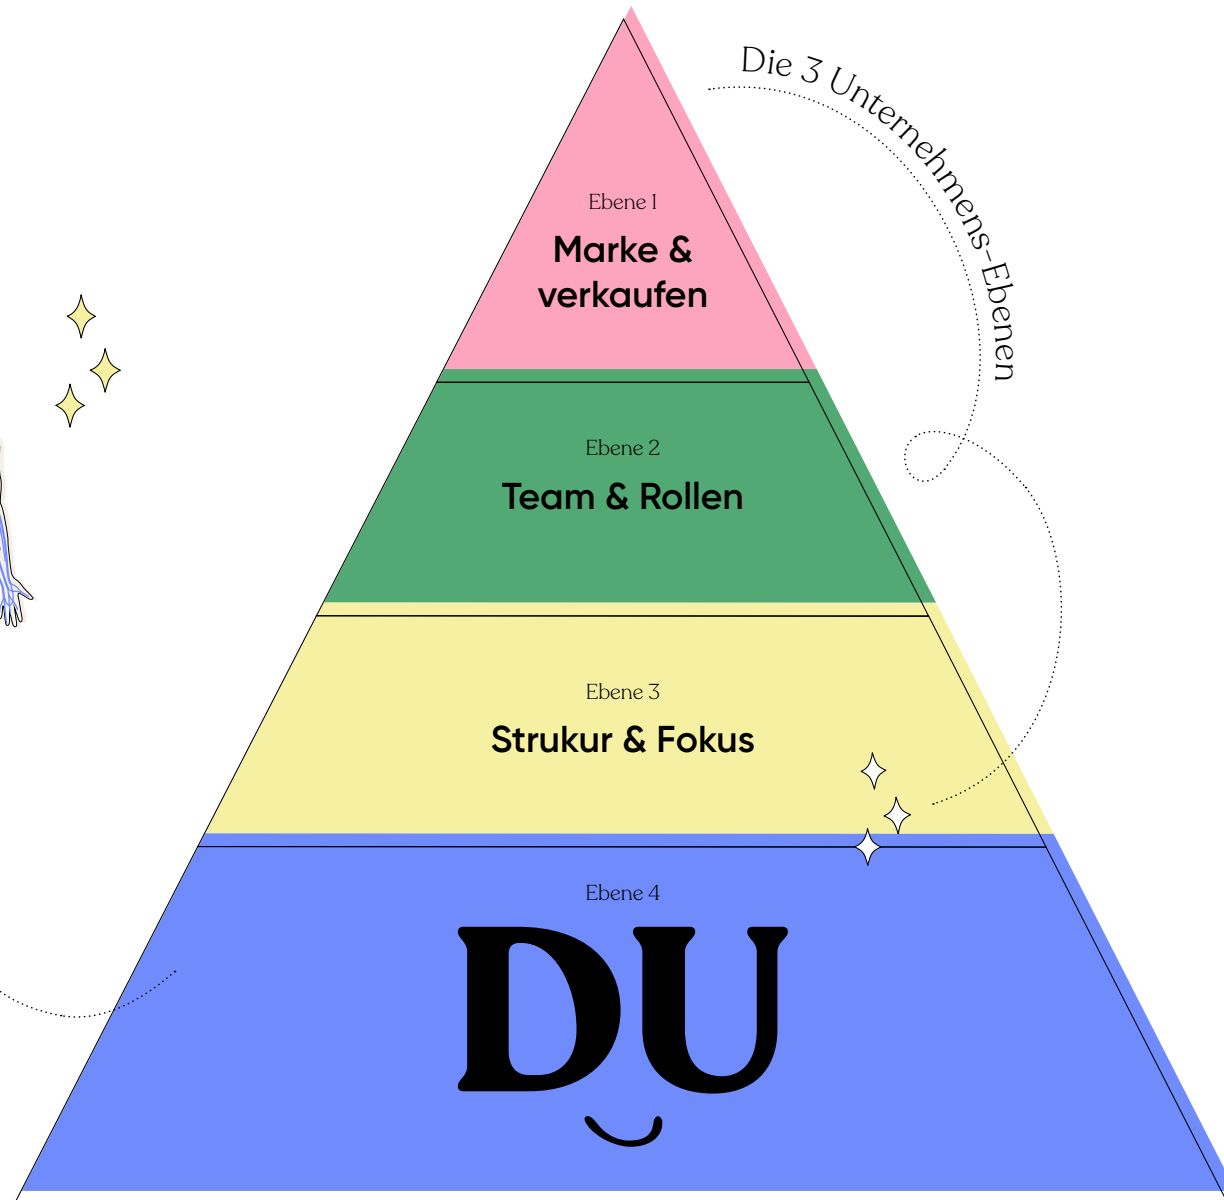 Die 3 Unternehmens-Ebenen
Ebene 1
Marke &
verkaufen
Ebene 2
Team & Rollen
Ebene 3
Strukur & Fokus
Ebene 4
DU